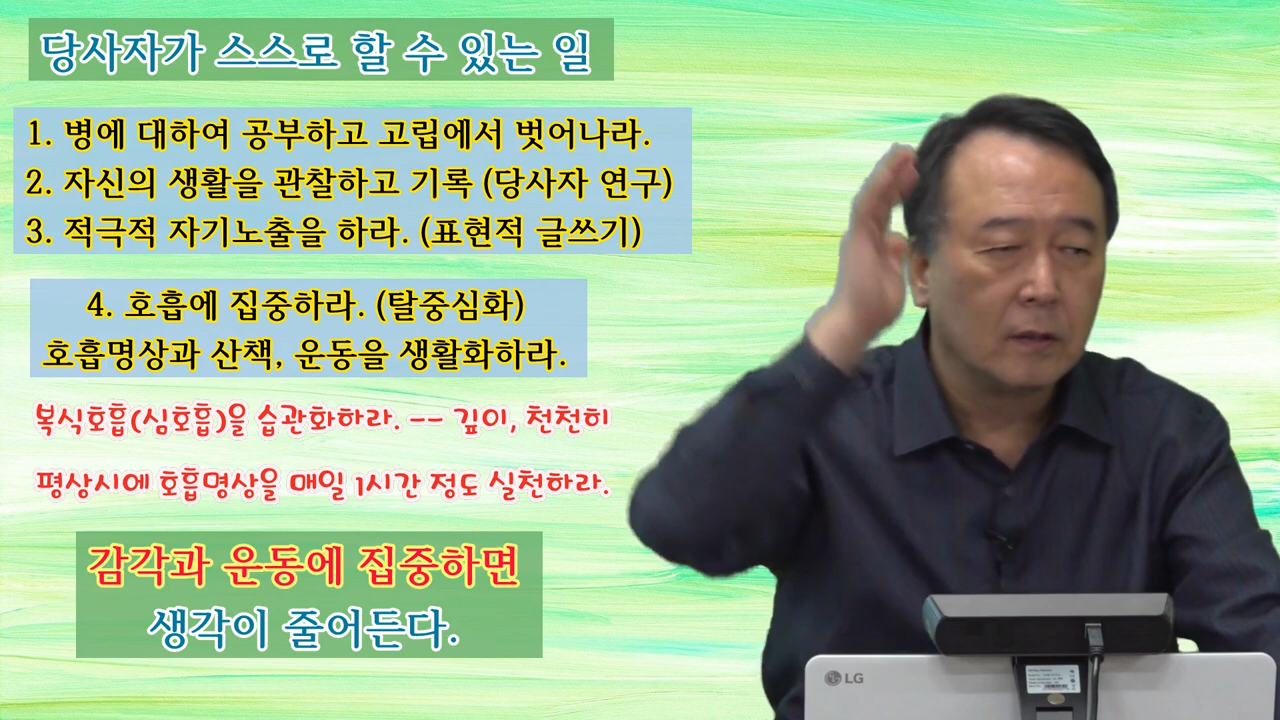 당사자가 스스로 할 수 있는 일
1. 병에 대하여 공부하고 고립에서 벗어나라.
2. 자신의 생활을 관찰하고 기록 (당사자 연구)
3. 적극적 자기노출을 하라. (표현적 글쓰기)
4. 호흡에 집중하라. (탈중심화)
호흡명상과 산책, 운동을 생활화하라.
복식호흡(심호흡)을 습관화하라. -- 깊이, 천천히
평상시에 호흡명상을 매일 1시간 정도 실천하라.
감각과 운동에 집중하면
생각이 줄어든다.
LG